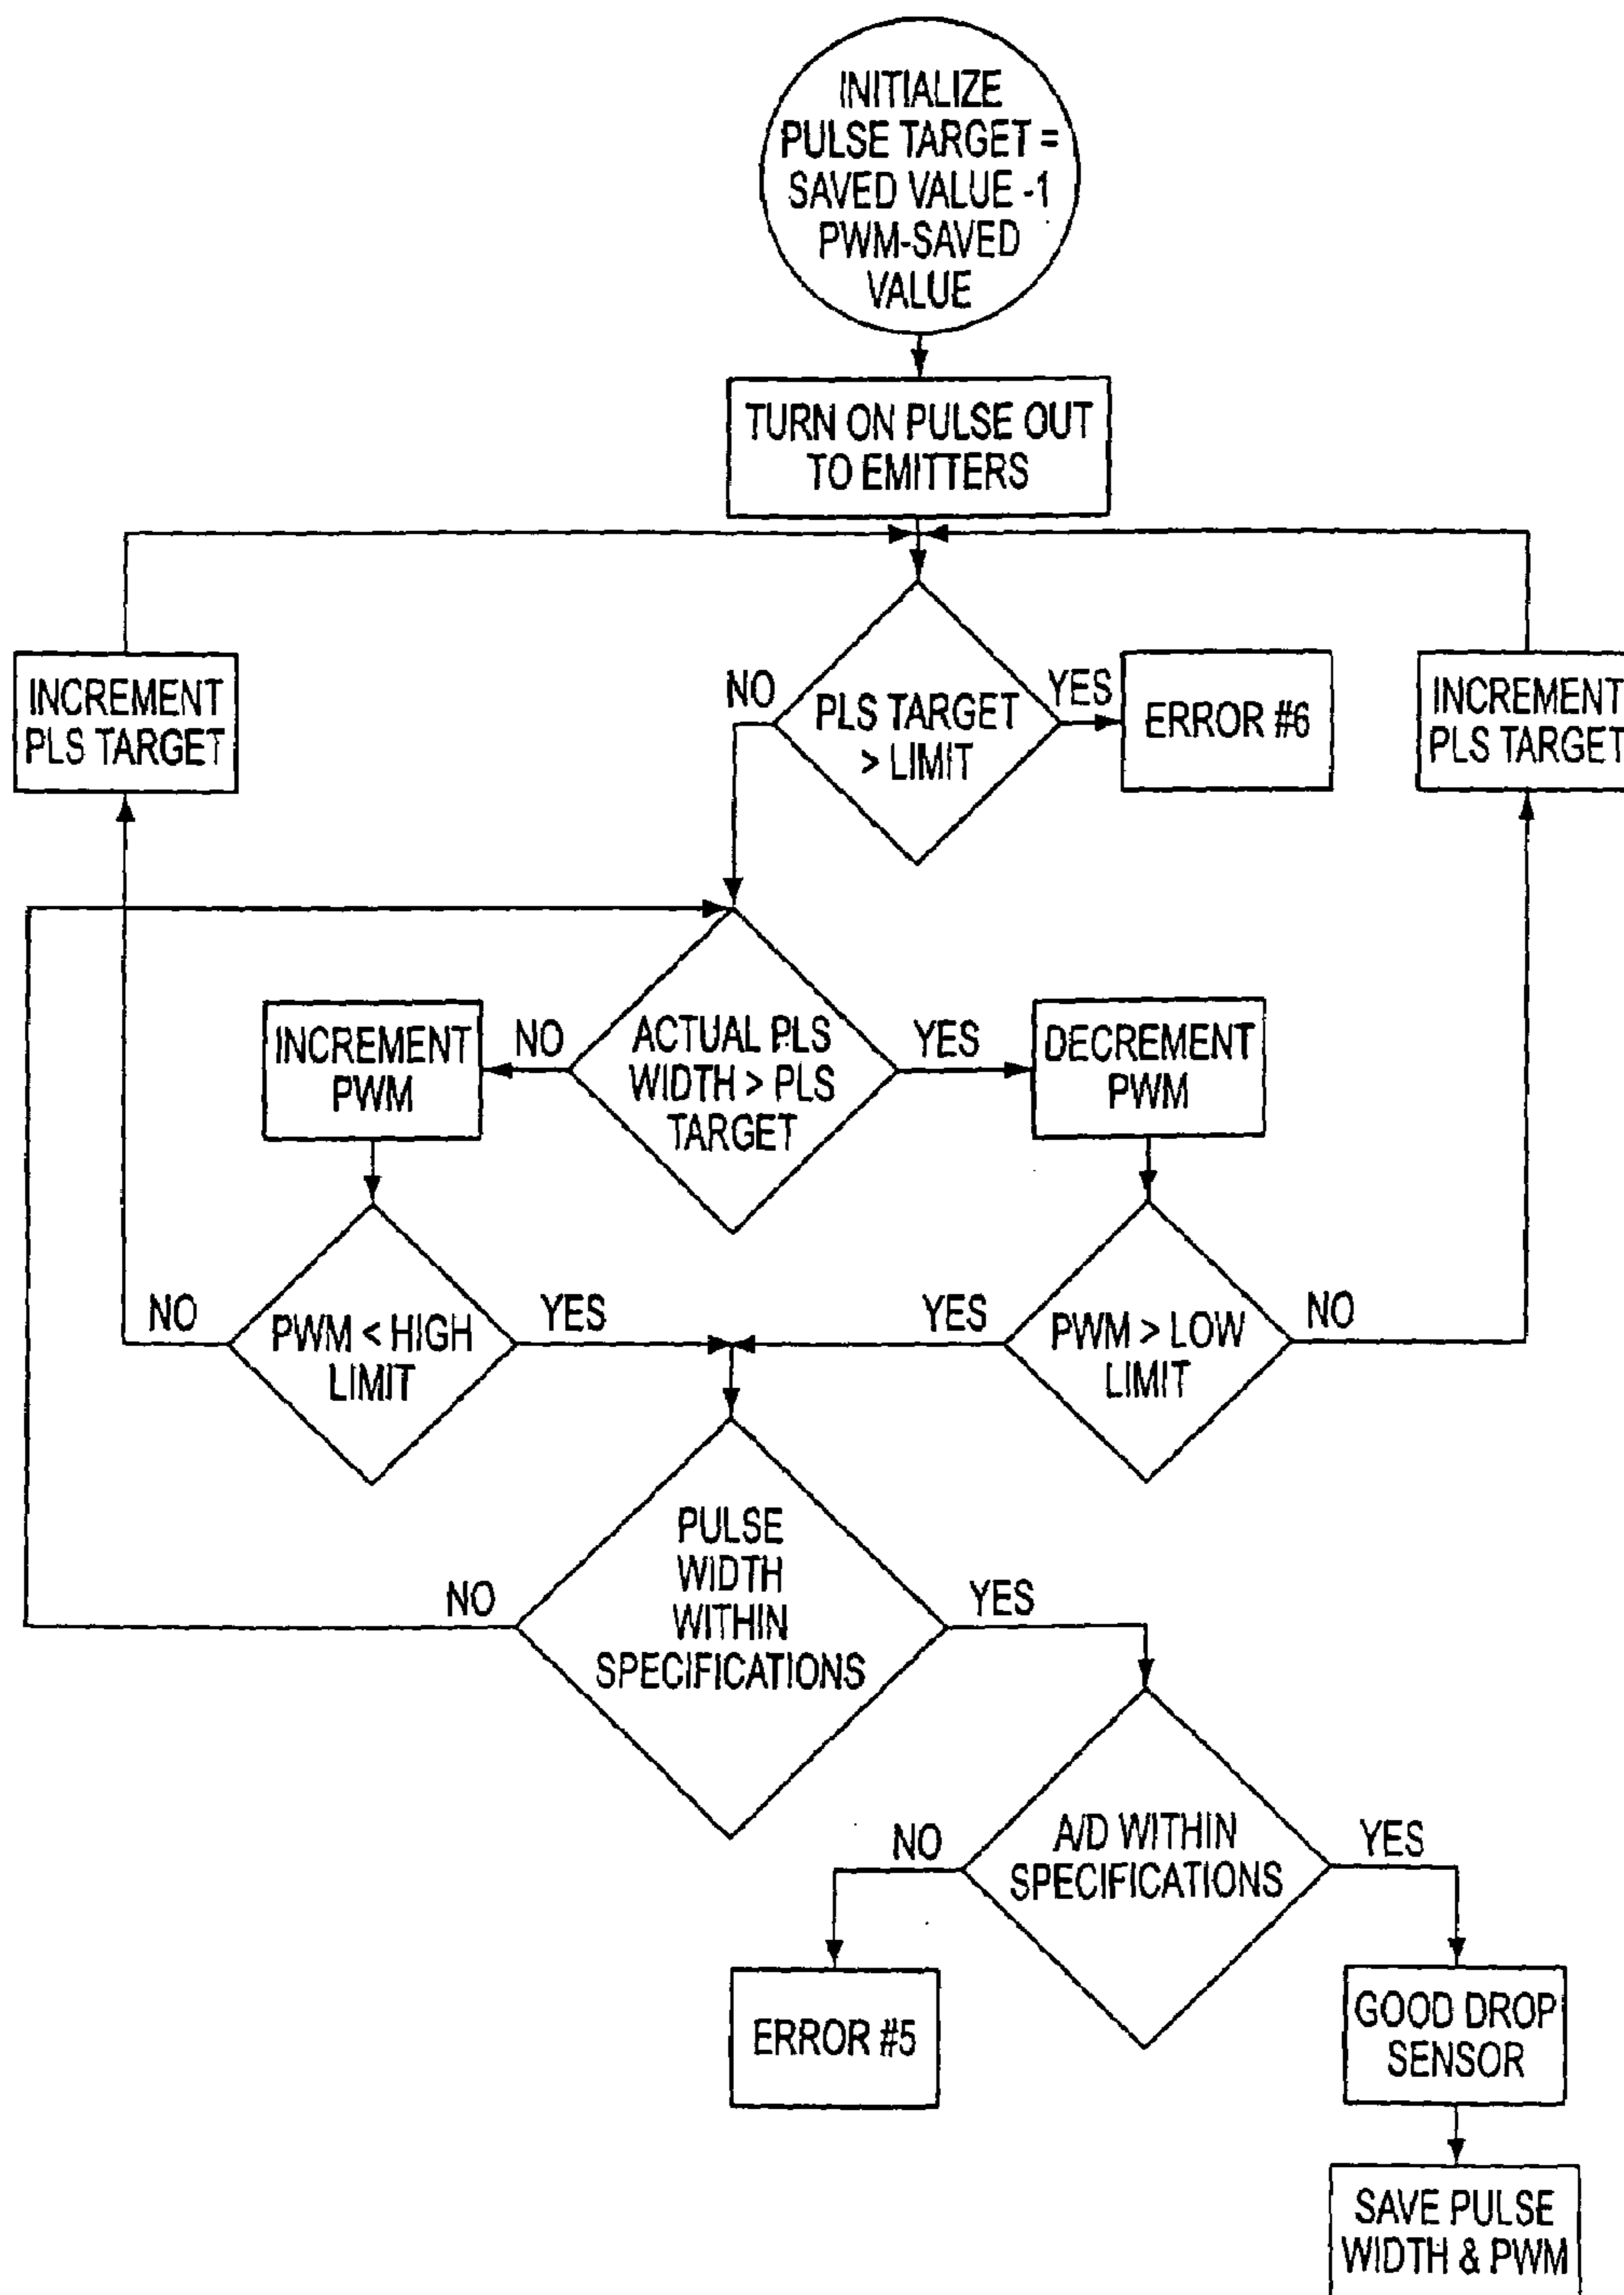 INITIALIZE
PULSE TARGET =
SAVED VALUE -1
PWM-SAVED
VALUE
TURN ON PULSE OUT
TO EMITTERS
INCREMENT
PLS TARGET
NO
PLS TARGET
> LIMIT
YES
ERROR #6
INCREMENT
PLS TARGET
INCREMENT
PWM
NO
ACTUAL PLS
WIDTH > PLS
TARGET
YES
DECREMENT
PWM
NO
PWM < HIGH
LIMIT
YES
YES
PWM > LOW
LIMIT
NO
NO
PULSE
WIDTH
WITHIN
SPECIFICATIONS
YES
NO
A/D WITHIN
SPECIFICATIONS
YES
ERROR #5
GOOD DROP
SENSOR
SAVE PULSE
WIDTH & PWM